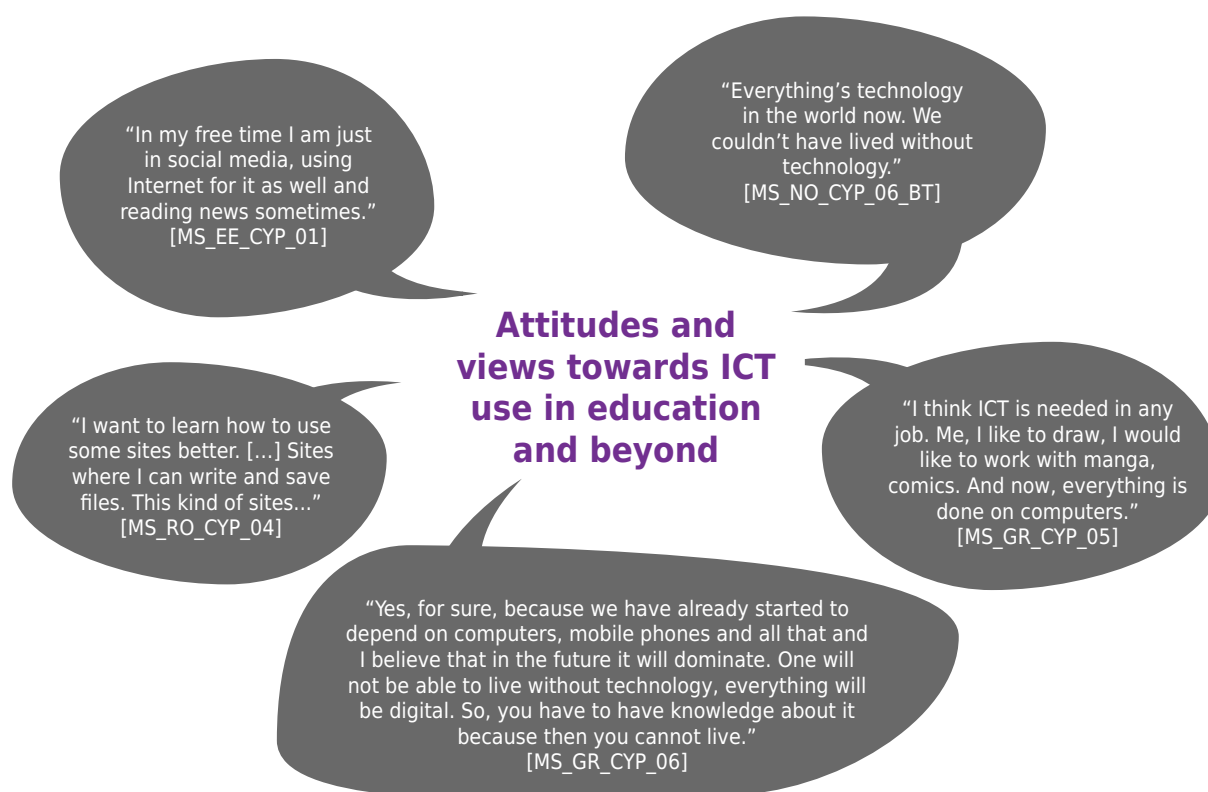 “In my free time I am just
in social media, using
Internet for it as well and
reading news sometimes.”
[MS_EE_CYP_01]
“Everything’s technology
in the world now. We
couldn’t have lived without
technology.”
[MS_NO_CYP_06_BT]
Attitudes and
views towards ICT
use in education
and beyond
“I want to learn how to use
some sites better. [...] Sites
where I can write and save
files. This kind of sites...”
[MS_RO_CYP_04]
“I think ICT is needed in any
job. Me, I like to draw, I would
like to work with manga,
comics. And now, everything is
done on computers.”
[MS_GR_CYP_05]
“Yes, for sure, because we have already started to
depend on computers, mobile phones and all that and
I believe that in the future it will dominate. One will
not be able to live without technology, everything will
be digital. So, you have to have knowledge about it
because then you cannot live.”
[MS_GR_CYP_06]